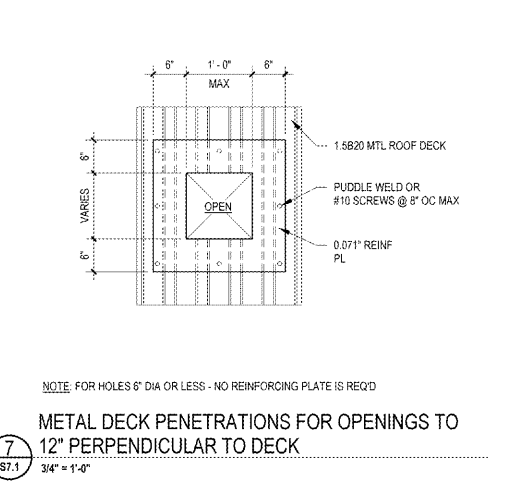 6" 1'-0" 6"
MAX
1.5B20 MTL ROOF DECK
6"
PUDDLE WELD OR
#10 SCREWS @ 8" OC MAX
VARIES
OPEN
0.071" REINF
PL
6"
NOTE: FOR HOLES 6" DIA OR LESS - NO REINFORCING PLATE IS REQ'D
METAL DECK PENETRATIONS FOR OPENINGS TO
7
12" PERPENDICULAR TO DECK
S7.1
3/4" = 1'-0"